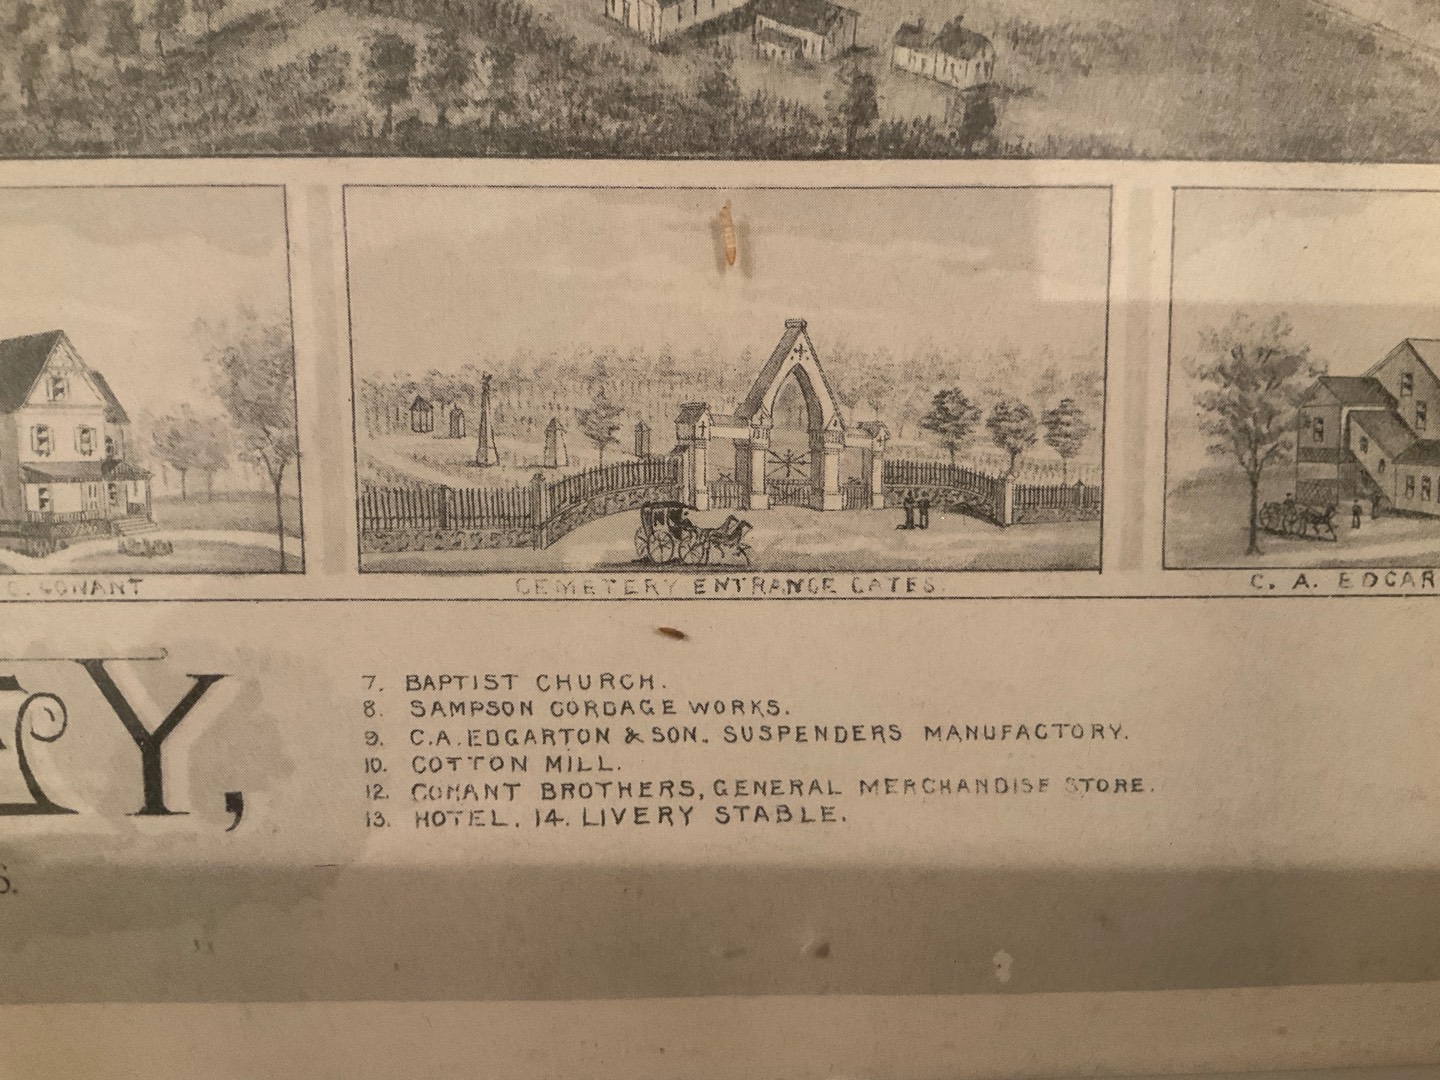 C. CONANT
CEMETERY ENTRANCE GATES.
C. A. EDGAR
EY,
7. BAPTIST CHURCH.
8. SAMPSON CORDAGE WORKS.
9. C.A. EDGARTON & SON. SUSPENDERS MANUFACTORY.
10. COTTON MILL.
12. CONANT BROTHERS, GENERAL MERCHANDISE STORE.
13. HOTEL. 14. LIVERY STABLE.
S.